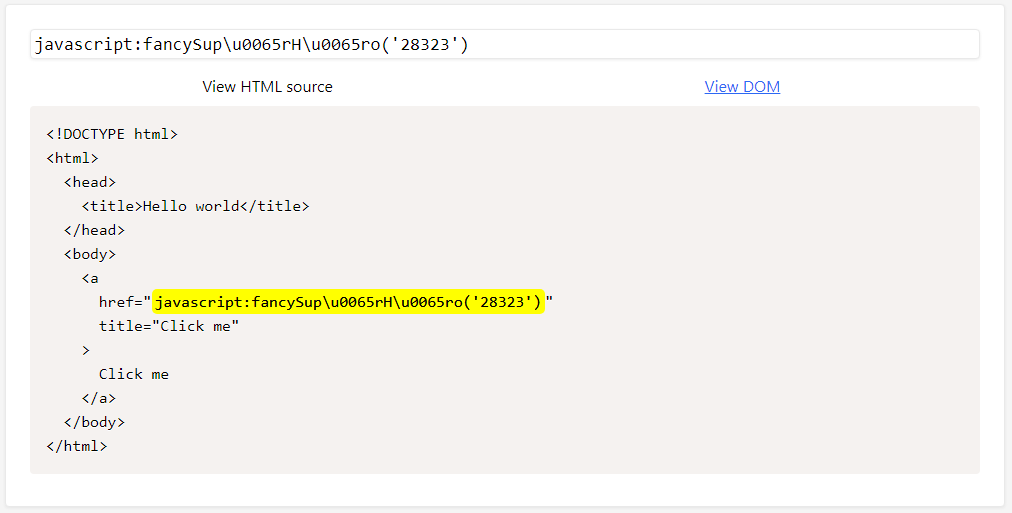 javascript:fancySup\u0065rH\u0065ro('28323')
View HTML source View DOM
<!DOCTYPE html>
<html>
  <head>
    <title>Hello world</title>
  </head>
  <body>
    <a
      href="javascript:fancySup\u0065rH\u0065ro('28323')"
      title="Click me"
    >
      Click me
    </a>
  </body>
</html>